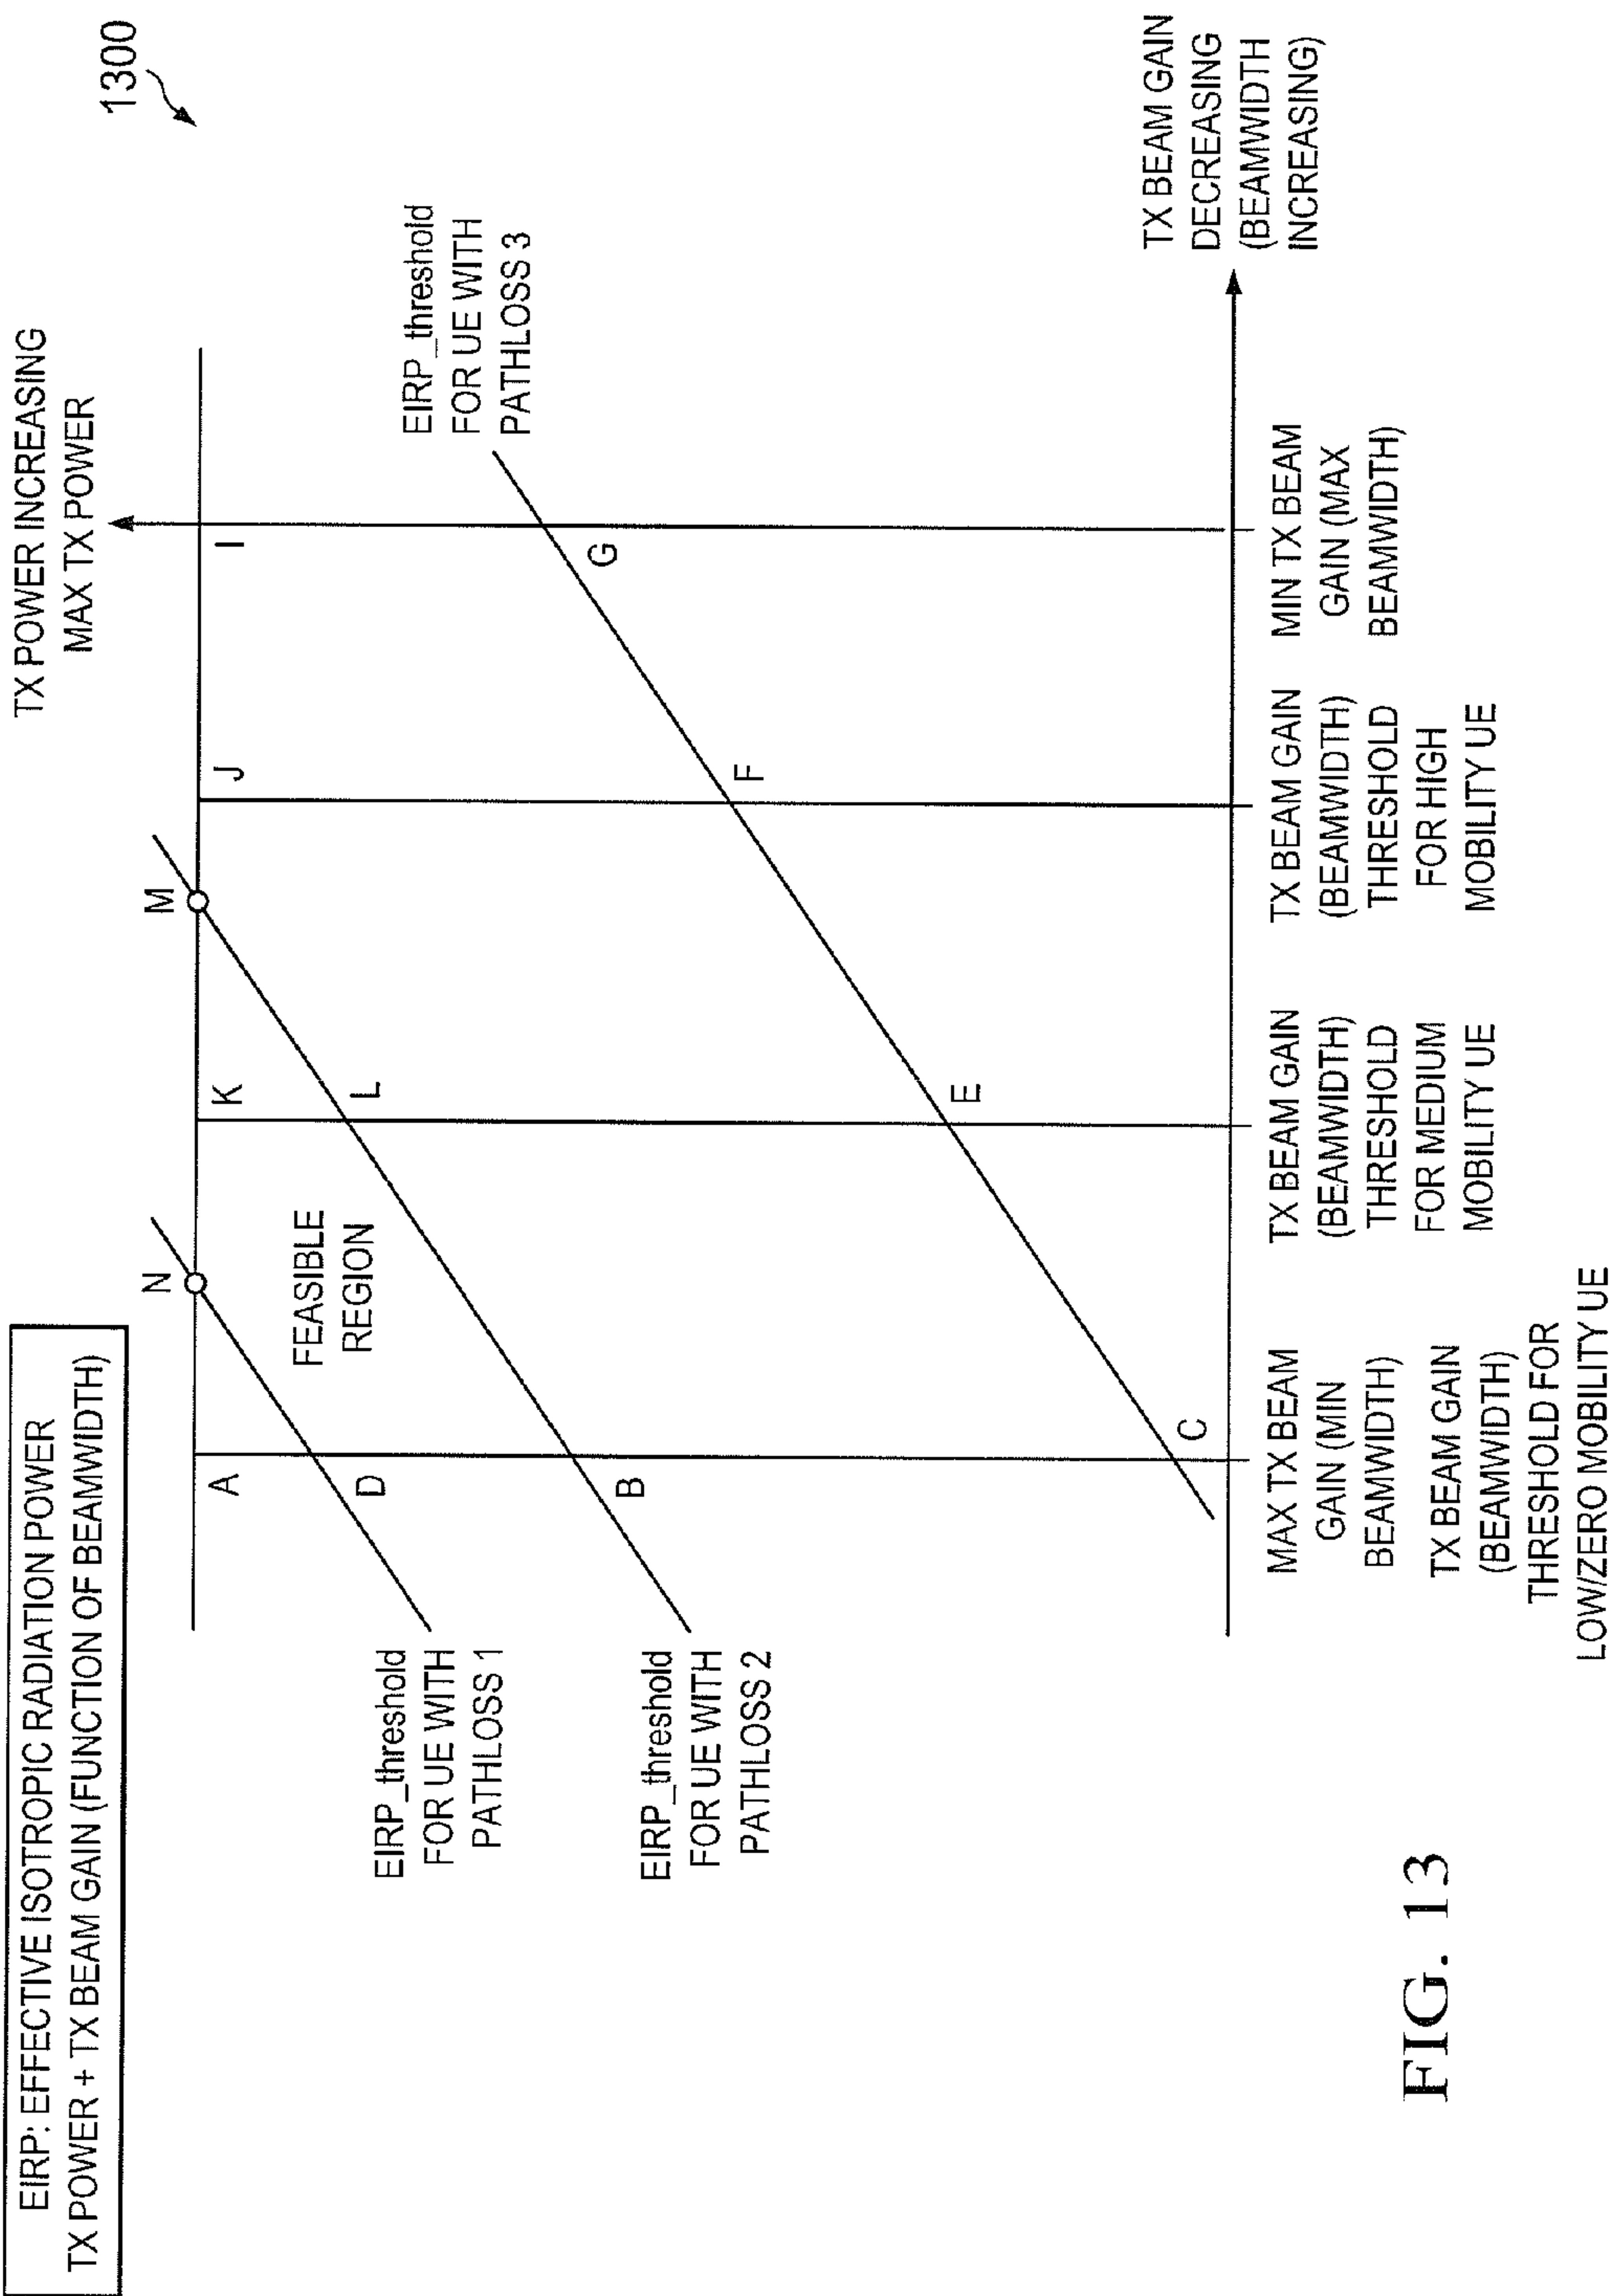 EIRP: EFFECTIVE ISOTROPIC RADIATION POWER
TX POWER + TX BEAM GAIN (FUNCTION OF BEAMWIDTH)
TX POWER INCREASING
MAX TX POWER
1300
N
M
A
K
J
I
D
L
FEASIBLE
REGION
B
G
F
E
C
EIRP_threshold
FOR UE WITH
PATHLOSS 1
EIRP_threshold
FOR UE WITH
PATHLOSS 2
EIRP_threshold
FOR UE WITH
PATHLOSS 3
TX BEAM GAIN
DECREASING
(BEAMWIDTH
INCREASING)
MAX TX BEAM
GAIN (MIN
BEAMWIDTH)
TX BEAM GAIN
(BEAMWIDTH)
THRESHOLD FOR
LOW/ZERO MOBILITY UE
TX BEAM GAIN
(BEAMWIDTH)
THRESHOLD
FOR MEDIUM
MOBILITY UE
TX BEAM GAIN
(BEAMWIDTH)
THRESHOLD
FOR HIGH
MOBILITY UE
MIN TX BEAM
GAIN (MAX
BEAMWIDTH)
FIG. 13